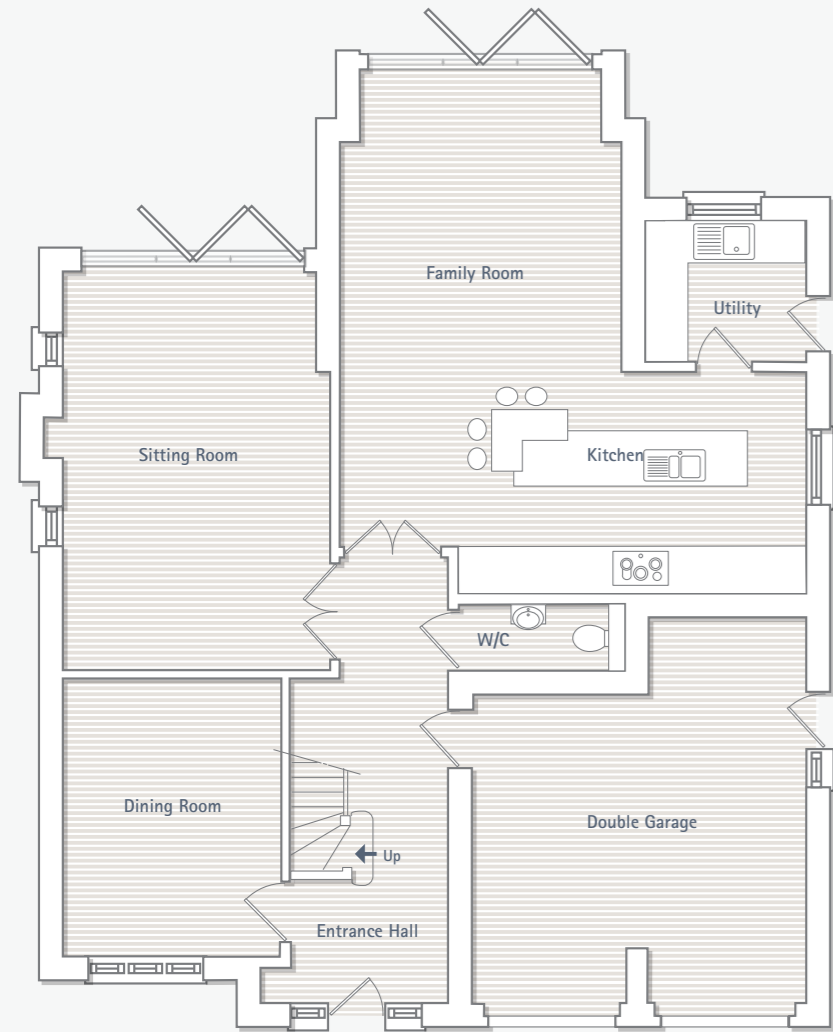 Family Room
Utility
Sitting Room
Kitchen
W/C
Dining Room
Double Garage
Up
Entrance Hall